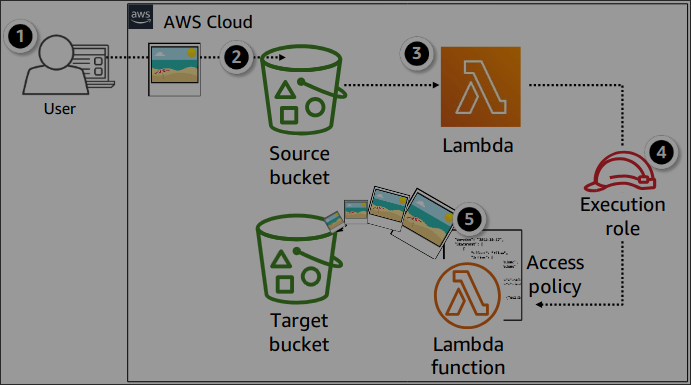 1
aws
AWS Cloud
User
2
Source
bucket
3
Lambda
4
Execution
role
5
Access
policy
Lambda
function
Target
bucket